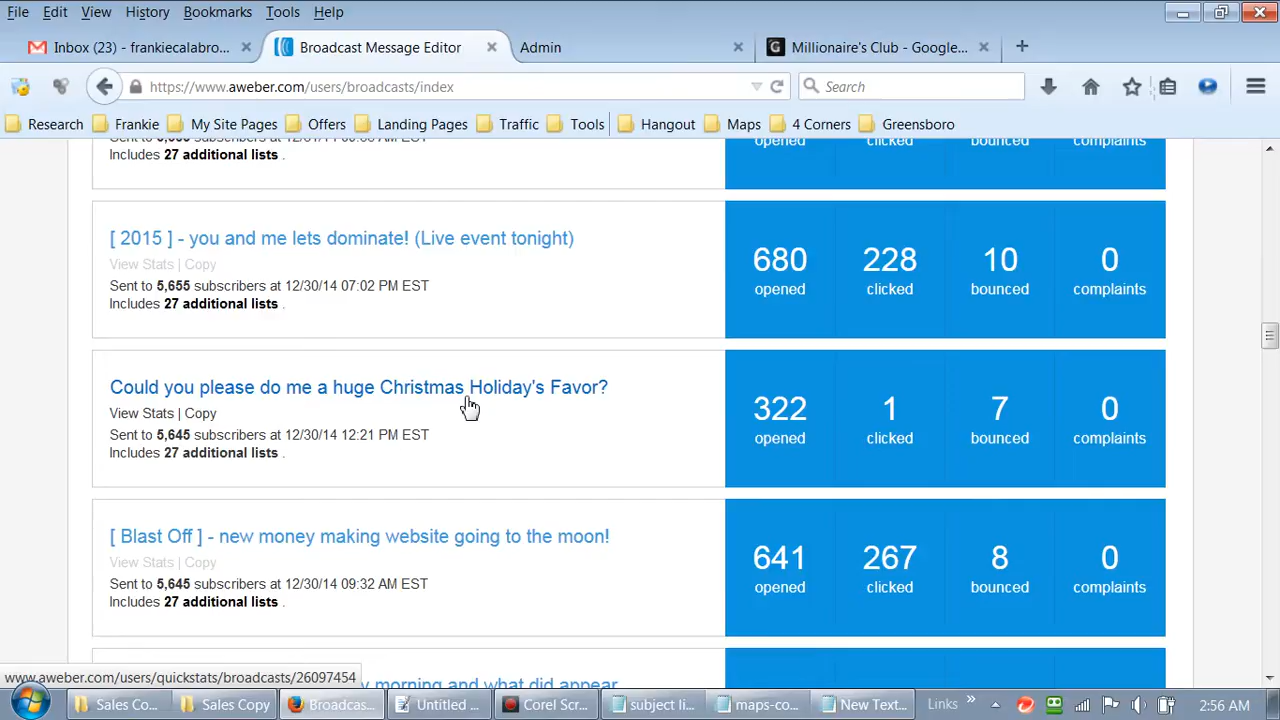 File Edit View History Bookmarks Tools Help
Inbox (23) - frankiecalabro... Broadcast Message Editor Admin Millionaire's Club - Google...
https://www.aweber.com/users/broadcasts/index Search
Research Frankie My Site Pages Offers Landing Pages Traffic Tools Hangout Maps 4 Corners Greensboro
opened clicked bounced complaints
Includes 27 additional lists .
[ 2015 ] - you and me lets dominate! (Live event tonight)
View Stats | Copy
Sent to 5,655 subscribers at 12/30/14 07:02 PM EST
Includes 27 additional lists .
680 228 10 0
opened clicked bounced complaints
Could you please do me a huge Christmas Holiday's Favor?
View Stats | Copy
Sent to 5,645 subscribers at 12/30/14 12:21 PM EST
Includes 27 additional lists .
322 1 7 0
opened clicked bounced complaints
[ Blast Off ] - new money making website going to the moon!
View Stats | Copy
Sent to 5,645 subscribers at 12/30/14 09:32 AM EST
Includes 27 additional lists .
641 267 8 0
opened clicked bounced complaints
morning and what did appear
www.aweber.com/users/quickstats/broadcasts/26097454
Sales Co... Sales Copy Broadcas... Untitled ... Corel Scr... subject li... maps-co... New Text... Links » 2:56 AM